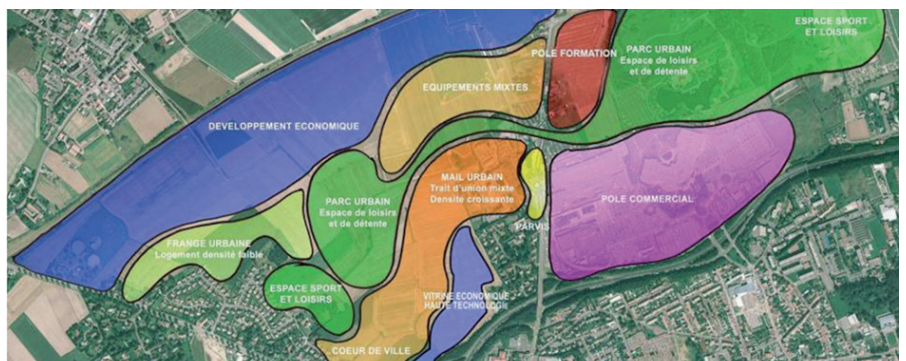 ESPACE SPORT
ET LOISIRS
POLE FORMATION
PARC URBAIN
Espace de loisirs
et de détente
EQUIPEMENTS MIXTES
DEVELOPPEMENT ECONOMIQUE
MAIL URBAIN
Trait d'union mixte
Densité croissante
PARC URBAIN
Espace de loisirs
et de détente
POLE COMMERCIAL
PARVIS
FRANGE URBAINE
Logement densité faible
ESPACE SPORT
ET LOISIRS
VITRINE ECONOMIQUE
HAUTE TECHNOLOGIE
COEUR DE VILLE